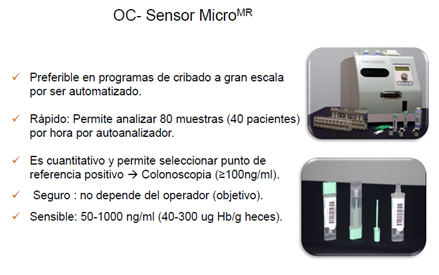 OC- Sensor Micro^MR
✓ Preferible en programas de cribado a gran escala
por ser automatizado.
✓ Rápido: Permite analizar 80 muestras (40 pacientes)
por hora por autoanalizador.
✓ Es cuantitativo y permite seleccionar punto de
referencia positivo → Colonoscopia (≥100ng/ml).
✓ Seguro : no depende del operador (objetivo).
✓ Sensible: 50-1000 ng/ml (40-300 ug Hb/g heces).